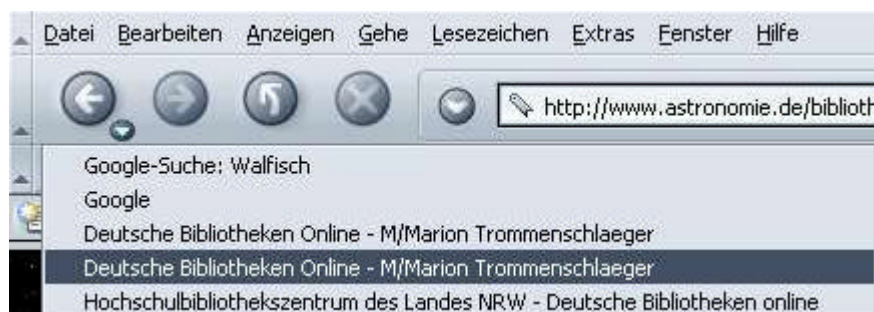 Datei Bearbeiten Anzeigen Gehe Lesezeichen Extras Fenster Hilfe
http://www.astronomie.de/biblioth
Google-Suche: Walfisch
Google
Deutsche Bibliotheken Online - M/Marion Trommenschlaeger
Deutsche Bibliotheken Online - M/Marion Trommenschlaeger
Hochschulbibliothekszentrum des Landes NRW - Deutsche Bibliotheken online